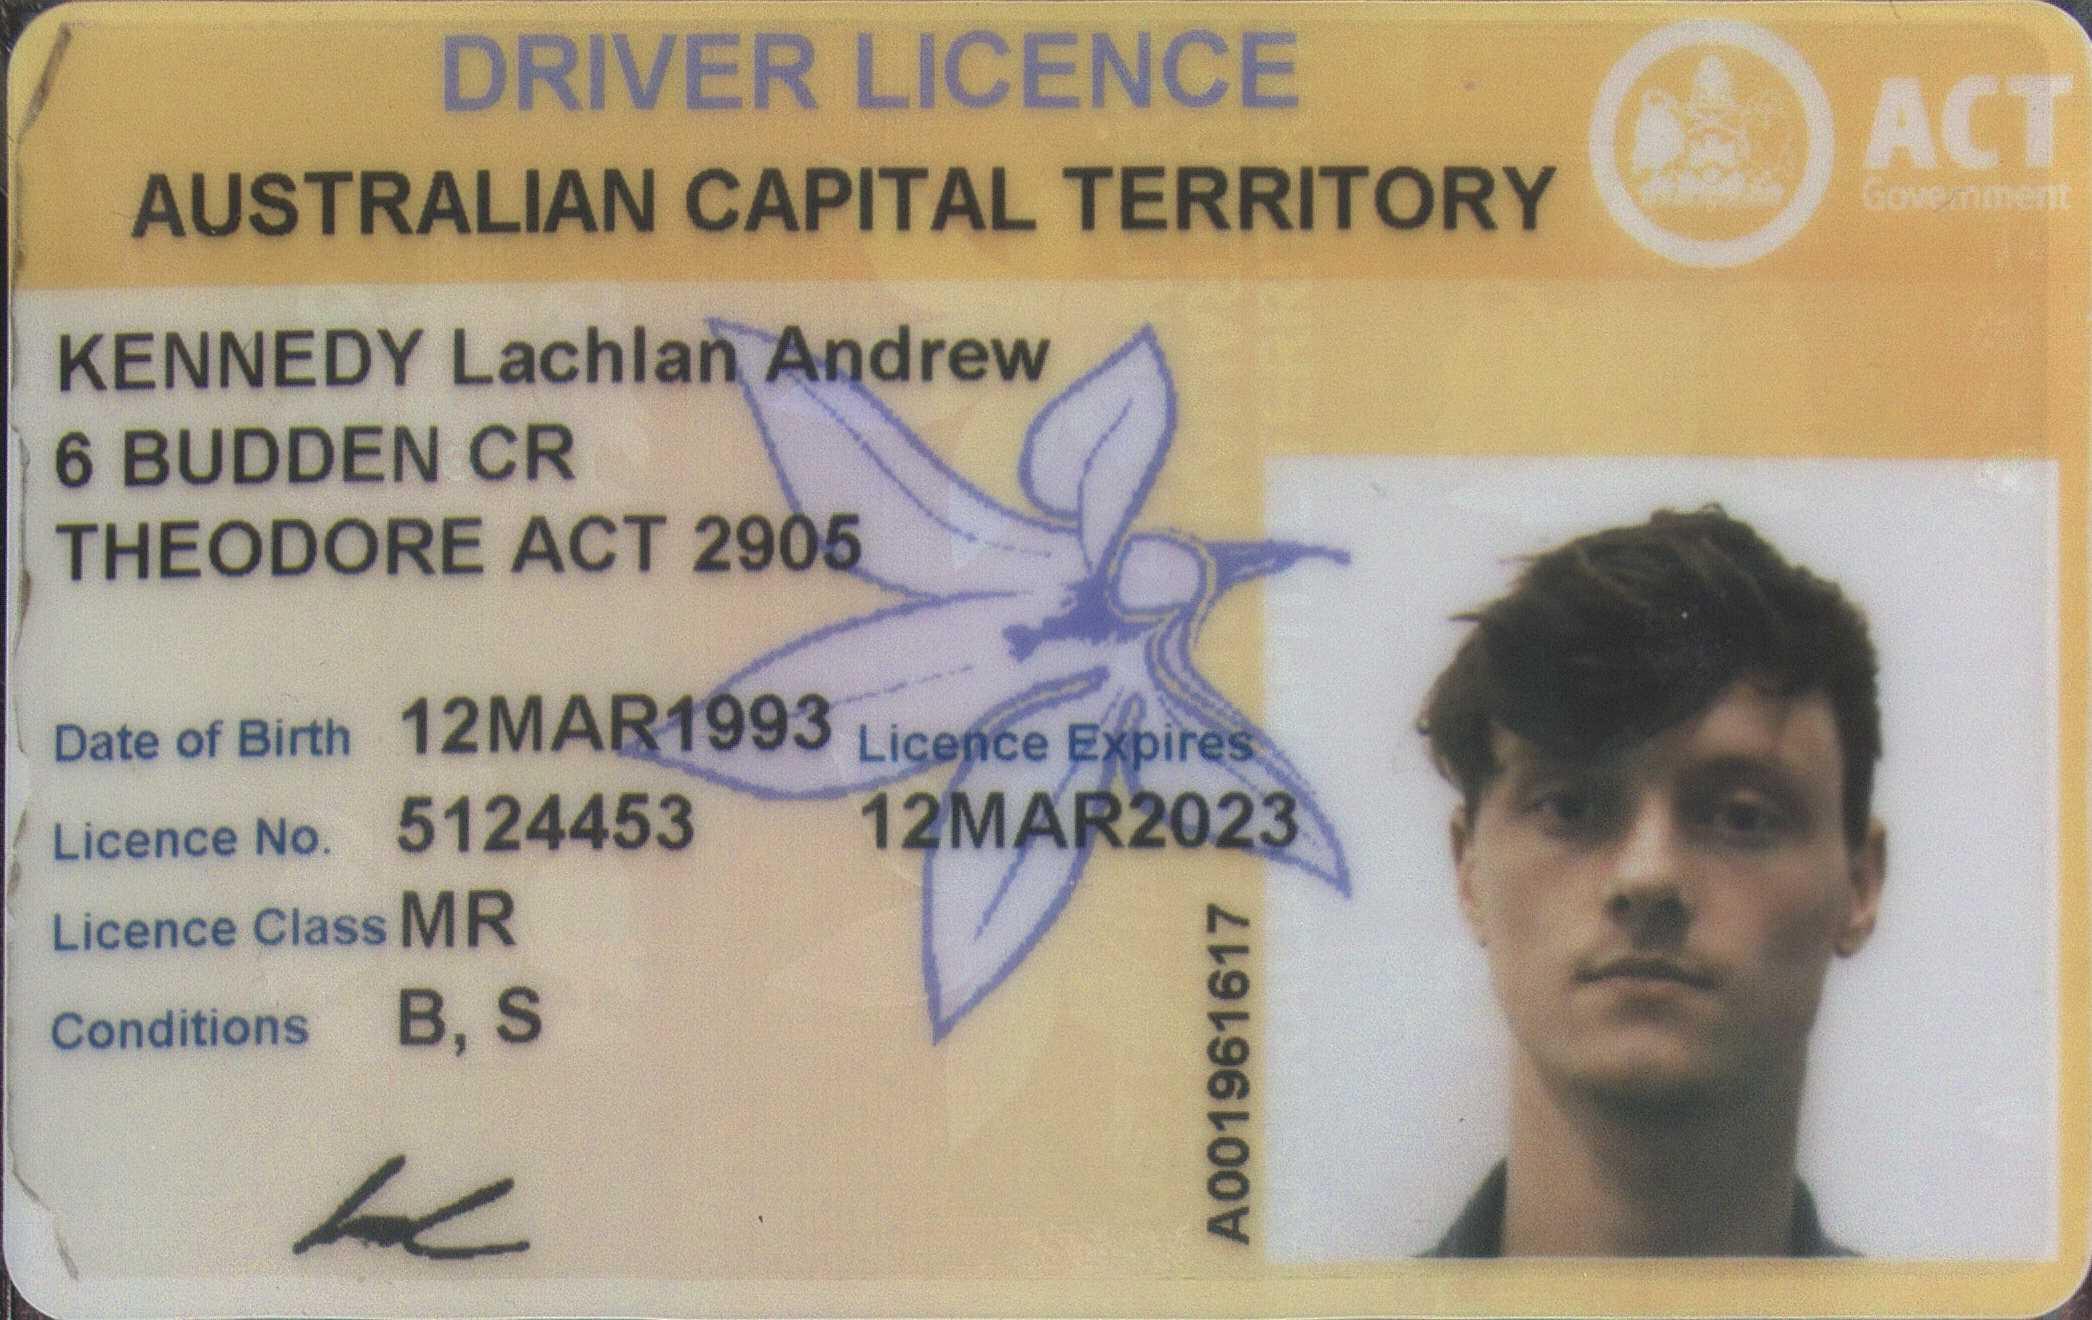 DRIVER LICENCE
AUSTRALIAN CAPITAL TERRITORY
ACT
Government
KENNEDY Lachlan Andrew
6 BUDDEN CR
THEODORE ACT 2905
Date of Birth 12MAR1993 Licence Expires
Licence No. 5124453 12MAR2023
Licence Class MR
Conditions B, S
A001961617